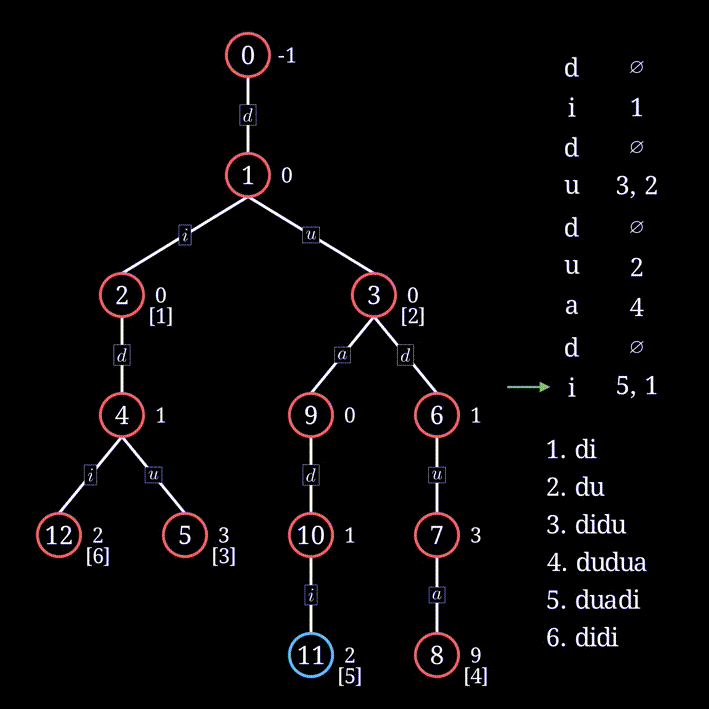 0 -1
d
1 0
i u
2 0 [1]
3 0 [2]
d a d
4 1
9 0
6 1
i u d u
12 2 [6]
5 3 [3]
10 1
7 3
i a
11 2 [5]
8 9 [4]
d ∅
i 1
d ∅
u 3, 2
d ∅
u 2
a 4
d ∅
i 5, 1
1. di
2. du
3. didu
4. dudua
5. duadi
6. didi